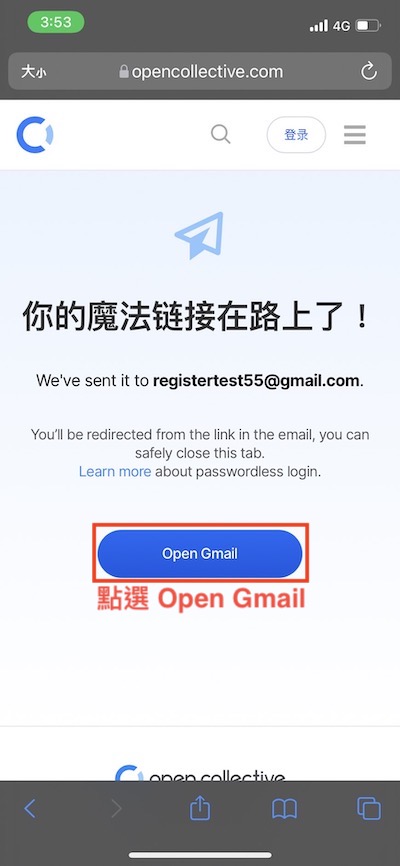 3:53
4G
大小
opencollective.com
登录
你的魔法链接在路上了！
We've sent it to registertest55@gmail.com.
You'll be redirected from the link in the email, you can
safely close this tab.
Learn more about passwordless login.
Open Gmail
點選 Open Gmail
open collective